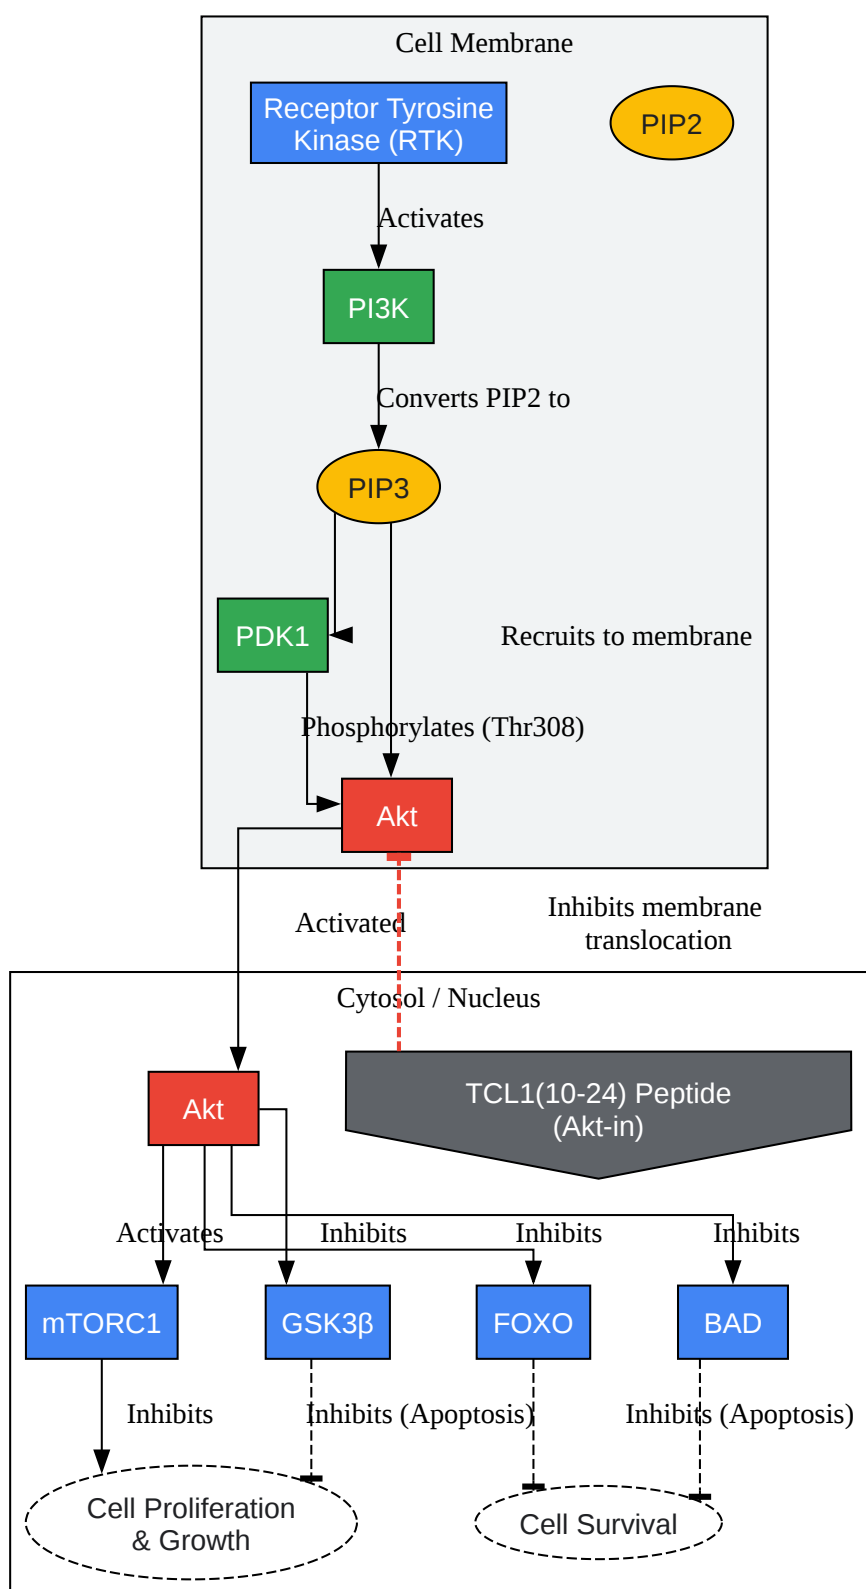 Cell Membrane
Receptor Tyrosine
Kinase (RTK)
PIP2
Activates
PI3K
Converts PIP2 to
PIP3
PDK1
Recruits to membrane
Phosphorylates (Thr308)
Akt
Activated
Inhibits membrane
translocation
Cytosol / Nucleus
Akt
TCL1(10-24) Peptide
(Akt-in)
Activates
Inhibits
Inhibits
Inhibits
mTORC1
GSK3β
FOXO
BAD
Inhibits
Inhibits (Apoptosis)
Inhibits (Apoptosis)
Cell Proliferation
& Growth
Cell Survival